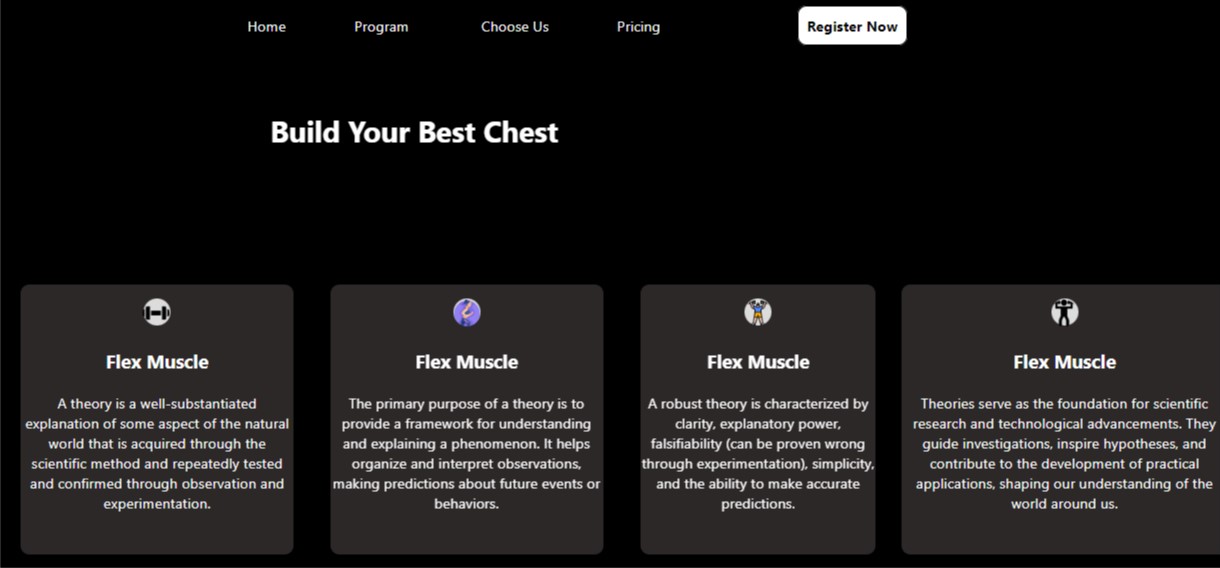 Home Program Choose Us Pricing Register Now
Build Your Best Chest
Flex Muscle
A theory is a well-substantiated
explanation of some aspect of the natural
world that is acquired through the
scientific method and repeatedly tested
and confirmed through observation and
experimentation.
Flex Muscle
The primary purpose of a theory is to
provide a framework for understanding
and explaining a phenomenon. It helps
organize and interpret observations,
making predictions about future events or
behaviors.
Flex Muscle
A robust theory is characterized by
clarity, explanatory power,
falsifiability (can be proven wrong
through experimentation), simplicity,
and the ability to make accurate
predictions.
Flex Muscle
Theories serve as the foundation for scientific
research and technological advancements. They
guide investigations, inspire hypotheses, and
contribute to the development of practical
applications, shaping our understanding of the
world around us.